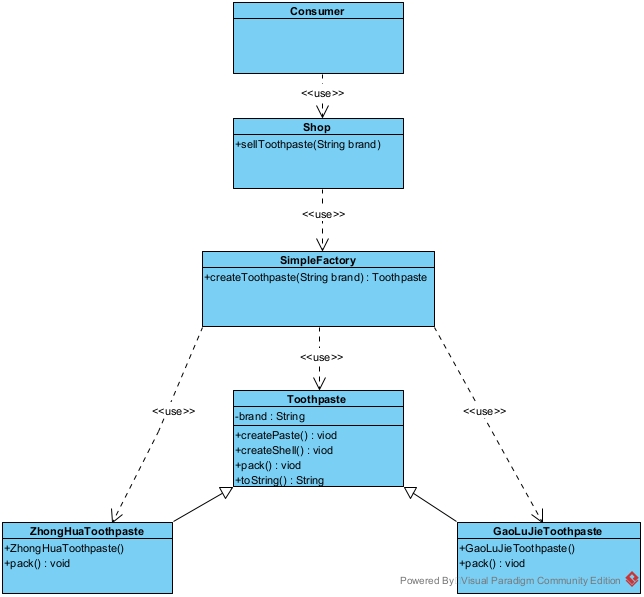 Consumer
<<use>>
Shop
+sellToothpaste(String brand)
<<use>>
SimpleFactory
+createToothpaste(String brand) : Toothpaste
<<use>>
<<use>>
<<use>>
Toothpaste
-brand : String
+createPaste() : viod
+createShell() : viod
+pack() : viod
+toString() : String
ZhongHuaToothpaste
+ZhongHuaToothpaste()
+pack() : void
GaoLuJieToothpaste
+GaoLuJieToothpaste()
+pack() : viod
Powered By Visual Paradigm Community Edition